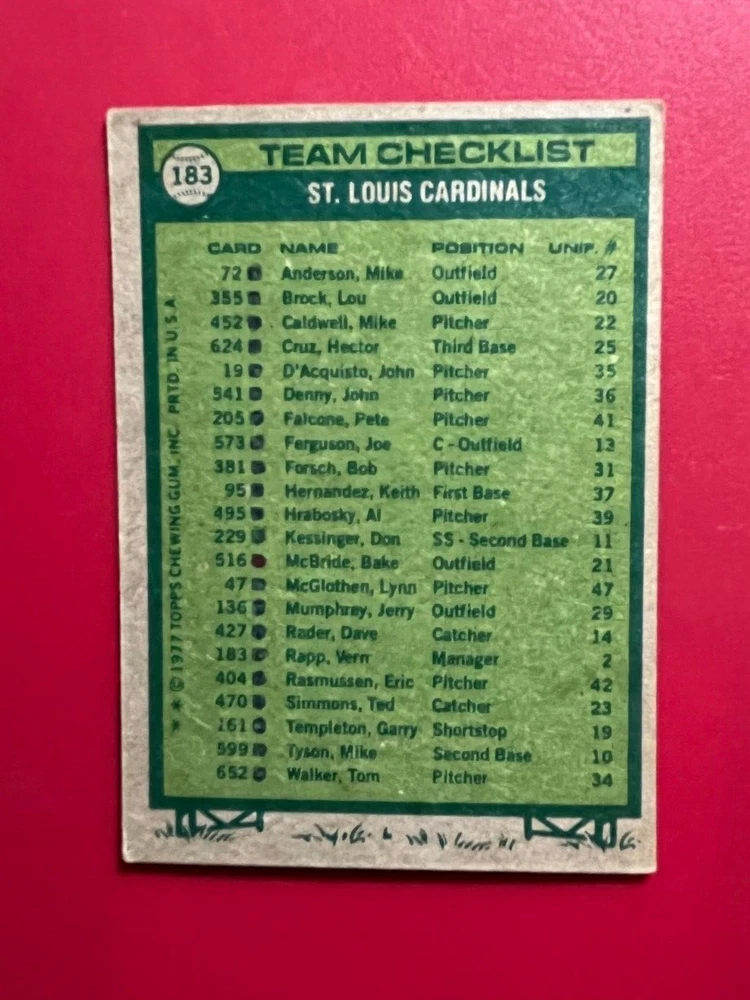 183
TEAM CHECKLIST
ST. LOUIS CARDINALS
CARD NAME POSITION UNIF. #
72 Anderson, Mike Outfield 27
355 Brock, Lou Outfield 20
452 Caldwell, Mike Pitcher 22
624 Cruz, Hector Third Base 25
19 D'Acquisto, John Pitcher 35
541 Denny, John Pitcher 36
205 Falcone, Pete Pitcher 41
573 Ferguson, Joe C - Outfield 13
381 Forsch, Bob Pitcher 31
95 Hernandez, Keith First Base 37
495 Hrabosky, Al Pitcher 39
229 Kessinger, Don SS - Second Base 11
516 McBride, Bake Outfield 21
47 McGlothen, Lynn Pitcher 47
136 Mumphrey, Jerry Outfield 29
427 Rader, Dave Catcher 14
183 Rapp, Vern Manager 2
404 Rasmussen, Eric Pitcher 42
470 Simmons, Ted Catcher 23
161 Templeton, Garry Shortstop 19
599 Tyson, Mike Second Base 10
652 Walker, Tom Pitcher 34
* * © 1977 TOPPS CHEWING GUM, INC. PRTD. IN U.S.A.